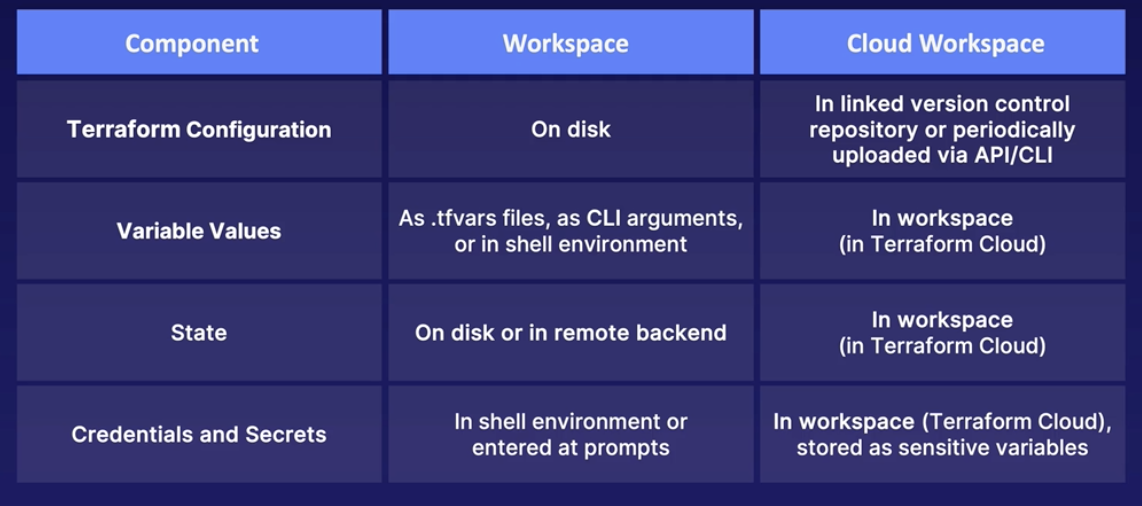 Component
Workspace
Cloud Workspace
Terraform Configuration
On disk
In linked version control
repository or periodically
uploaded via API/CLI
Variable Values
As .tfvars files, as CLI arguments,
or in shell environment
In workspace
(in Terraform Cloud)
State
On disk or in remote backend
In workspace
(in Terraform Cloud)
Credentials and Secrets
In shell environment or
entered at prompts
In workspace (Terraform Cloud),
stored as sensitive variables